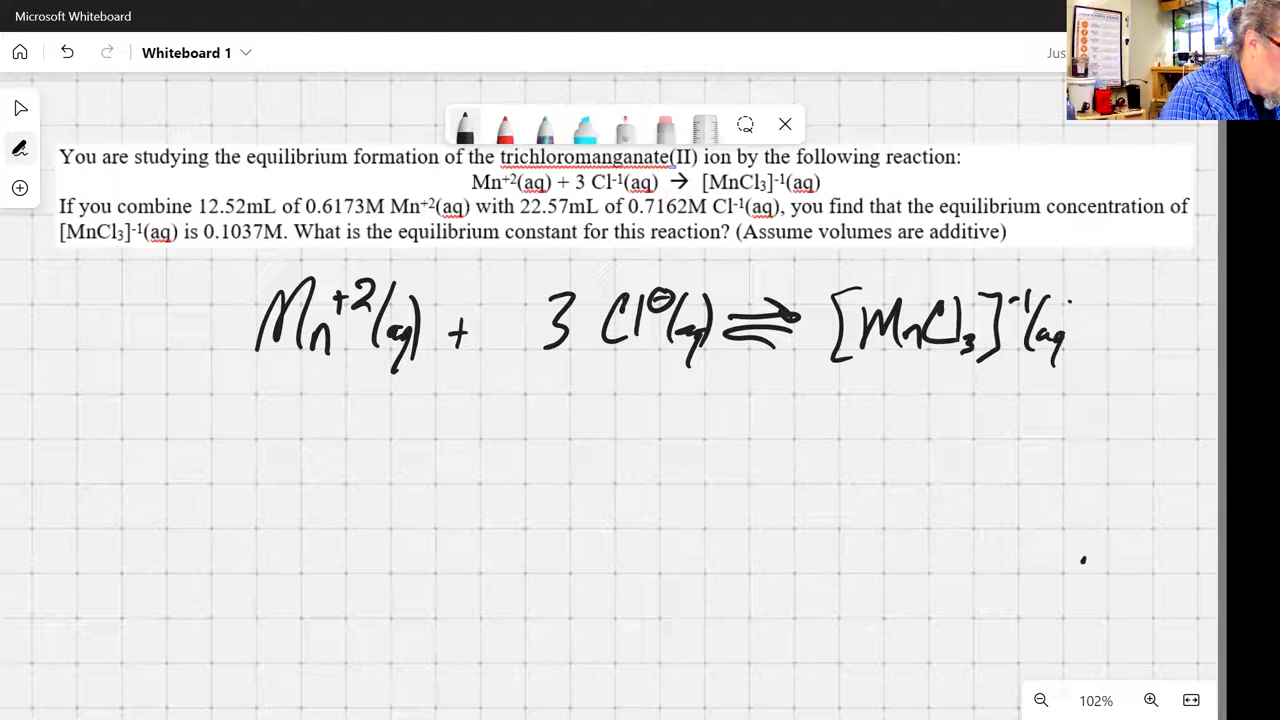 Microsoft Whiteboard
Whiteboard 1
Jus
You are studying the equilibrium formation of the trichloromanganate(II) ion by the following reaction:
Mn⁺²(aq) + 3 Cl⁻¹(aq) → [MnCl₃]⁻¹(aq)
If you combine 12.52mL of 0.6173M Mn⁺²(aq) with 22.57mL of 0.7162M Cl⁻¹(aq), you find that the equilibrium concentration of
[MnCl₃]⁻¹(aq) is 0.1037M. What is the equilibrium constant for this reaction? (Assume volumes are additive)
Mn⁺²(aq) + 3 Cl⊖(aq) ⇌ [MnCl₃]⁻¹(aq
102%